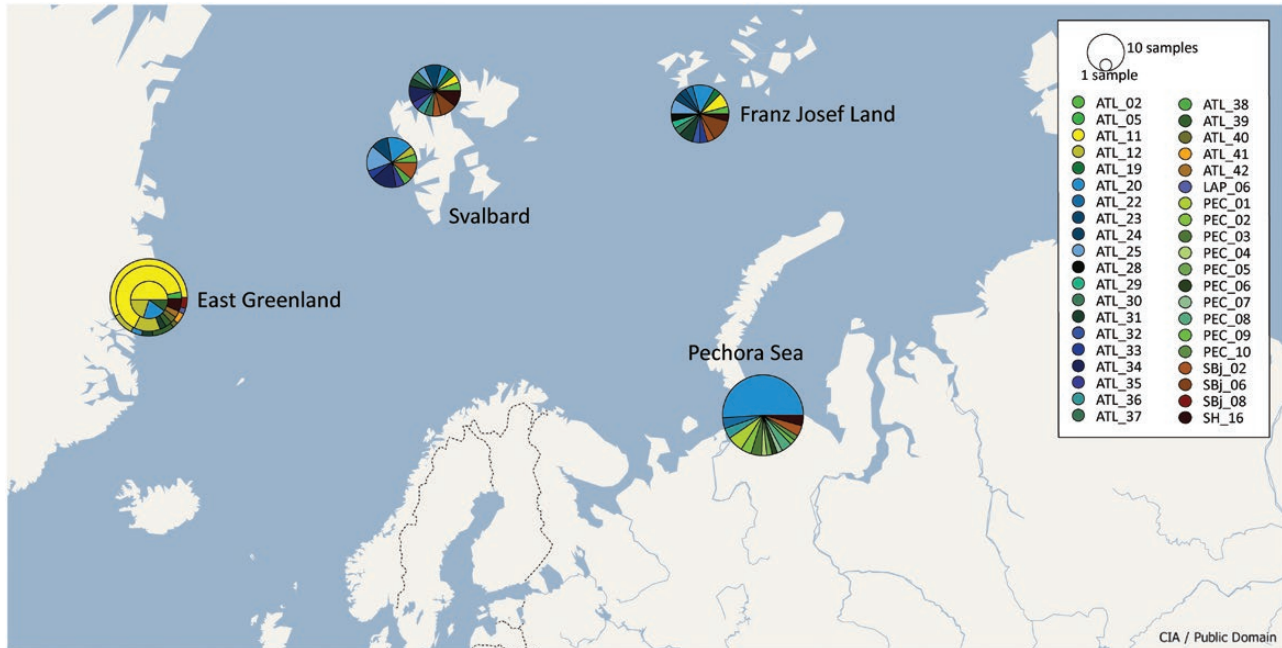 10 samples
1 sample
ATL_02
ATL_05
ATL_11
ATL_12
ATL_19
ATL_20
ATL_22
ATL_23
ATL_24
ATL_25
ATL_28
ATL_29
ATL_30
ATL_31
ATL_32
ATL_33
ATL_34
ATL_35
ATL_36
ATL_37
ATL_38
ATL_39
ATL_40
ATL_41
ATL_42
LAP_06
PEC_01
PEC_02
PEC_03
PEC_04
PEC_05
PEC_06
PEC_07
PEC_08
PEC_09
PEC_10
SBj_02
SBj_06
SBj_08
SH_16
Franz Josef Land
Svalbard
East Greenland
Pechora Sea
CIA / Public Domain